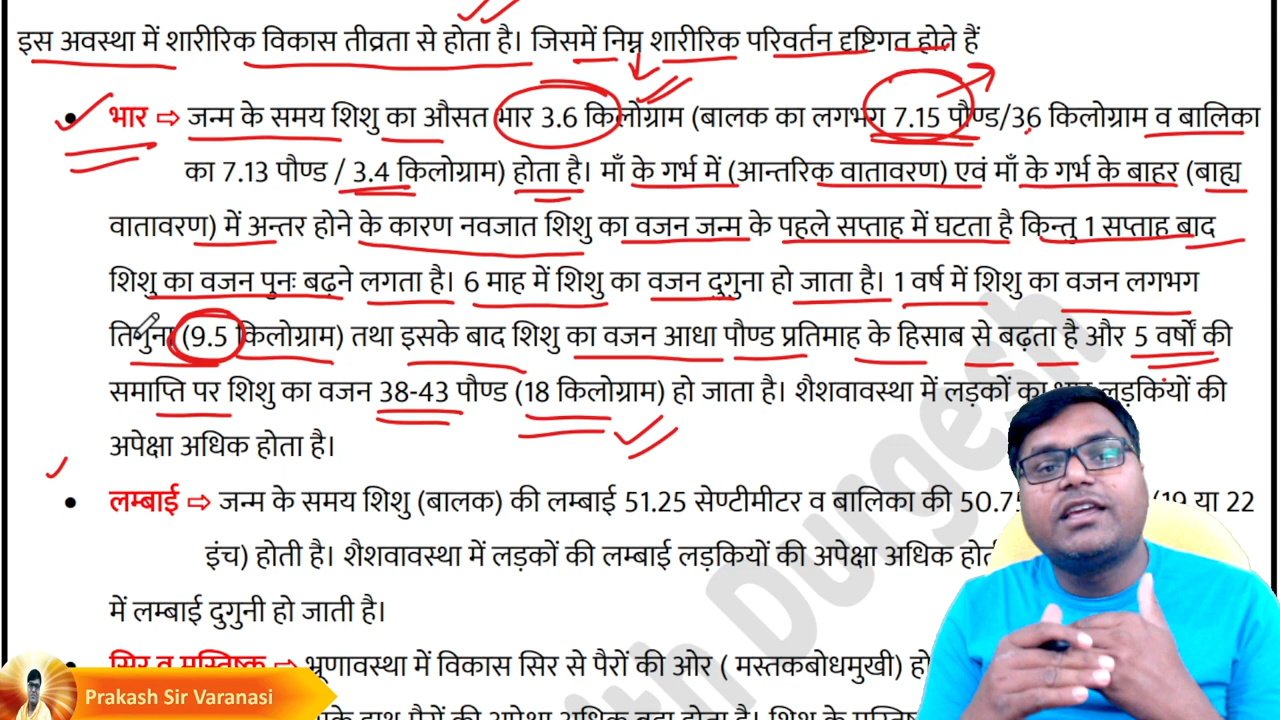 इस अवस्था में शारीरिक विकास तीव्रता से होता है। जिसमें निम्न शारीरिक परिवर्तन दृष्टिगत होते हैं
• भार ⇨ जन्म के समय शिशु का औसत भार 3.6 किलोग्राम (बालक का लगभग 7.15 पौण्ड/36 किलोग्राम व बालिका
का 7.13 पौण्ड / 3.4 किलोग्राम) होता है। माँ के गर्भ में (आन्तरिक वातावरण) एवं माँ के गर्भ के बाहर (बाह्य
वातावरण) में अन्तर होने के कारण नवजात शिशु का वजन जन्म के पहले सप्ताह में घटता है किन्तु 1 सप्ताह बाद
शिशु का वजन पुनः बढ़ने लगता है। 6 माह में शिशु का वजन दुगुना हो जाता है। 1 वर्ष में शिशु का वजन लगभग
तिगुना (9.5 किलोग्राम) तथा इसके बाद शिशु का वजन आधा पौण्ड प्रतिमाह के हिसाब से बढ़ता है और 5 वर्षों की
समाप्ति पर शिशु का वजन 38-43 पौण्ड (18 किलोग्राम) हो जाता है। शैशवावस्था में लड़कों का लड़कियों की
अपेक्षा अधिक होता है।
• लम्बाई ⇨ जन्म के समय शिशु (बालक) की लम्बाई 51.25 सेण्टीमीटर व बालिका की (19 या 22
इंच) होती है। शैशवावस्था में लड़कों की लम्बाई लड़कियों की अपेक्षा अधिक
में लम्बाई दुगुनी हो जाती है।
• सिर व मस्तिष्क ⇨ भ्रूणावस्था में विकास सिर से पैरों की ओर ( मस्तकबोधमुखी)
Prakash Sir Varanasi
ith Durgesh